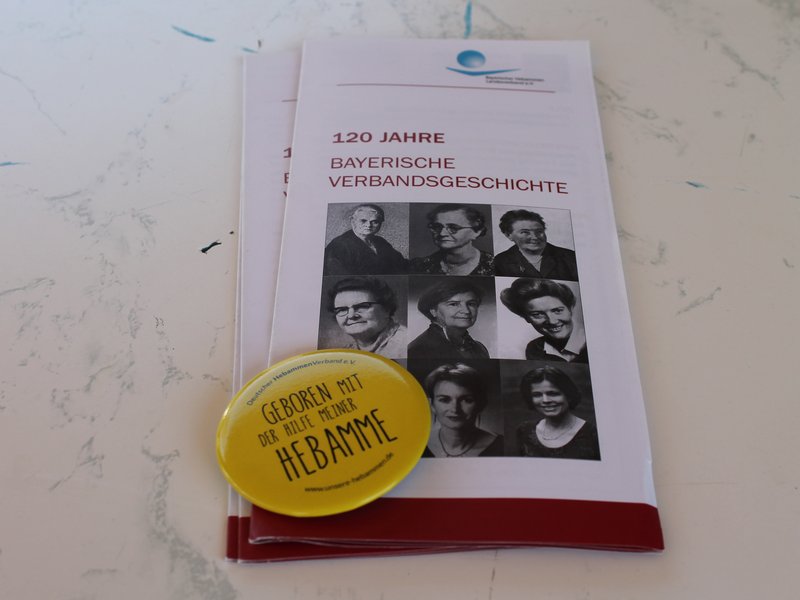 Bayerischer Hebammen
Landesverband e.V.
120 JAHRE
BAYERISCHE
VERBANDSGESCHICHTE
Deutscher HebammenVerband e.V.
GEBOREN MIT
DER HILFE MEINER
HEBAMME
www.unsere-hebammen.de